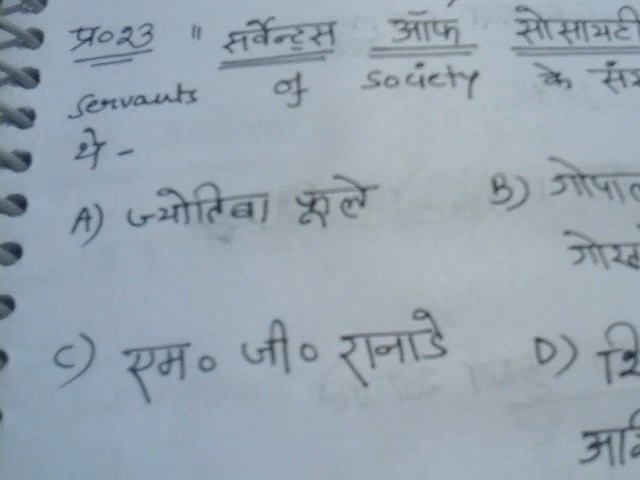 प्र०23 " सर्वेन्ट्स ऑफ सोसायटी
servants of society के
थे -
A) ज्योतिबा फूले B) गोपाल
C) एम० जी० रानाडे D)